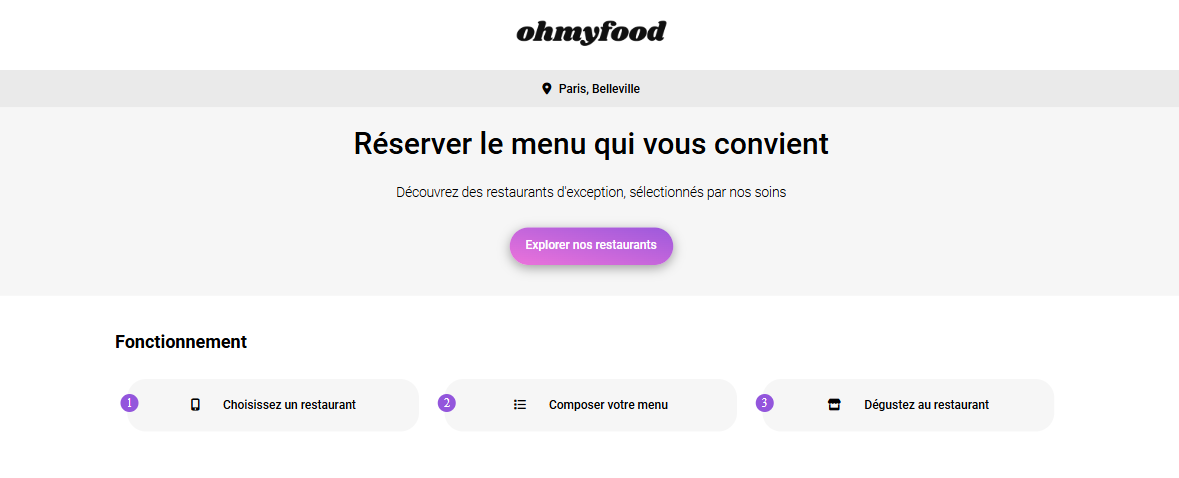 ohmyfood
Paris, Belleville
Réserver le menu qui vous convient
Découvrez des restaurants d'exception, sélectionnés par nos soins
Explorer nos restaurants
Fonctionnement
1 Choisissez un restaurant
2 Composer votre menu
3 Dégustez au restaurant